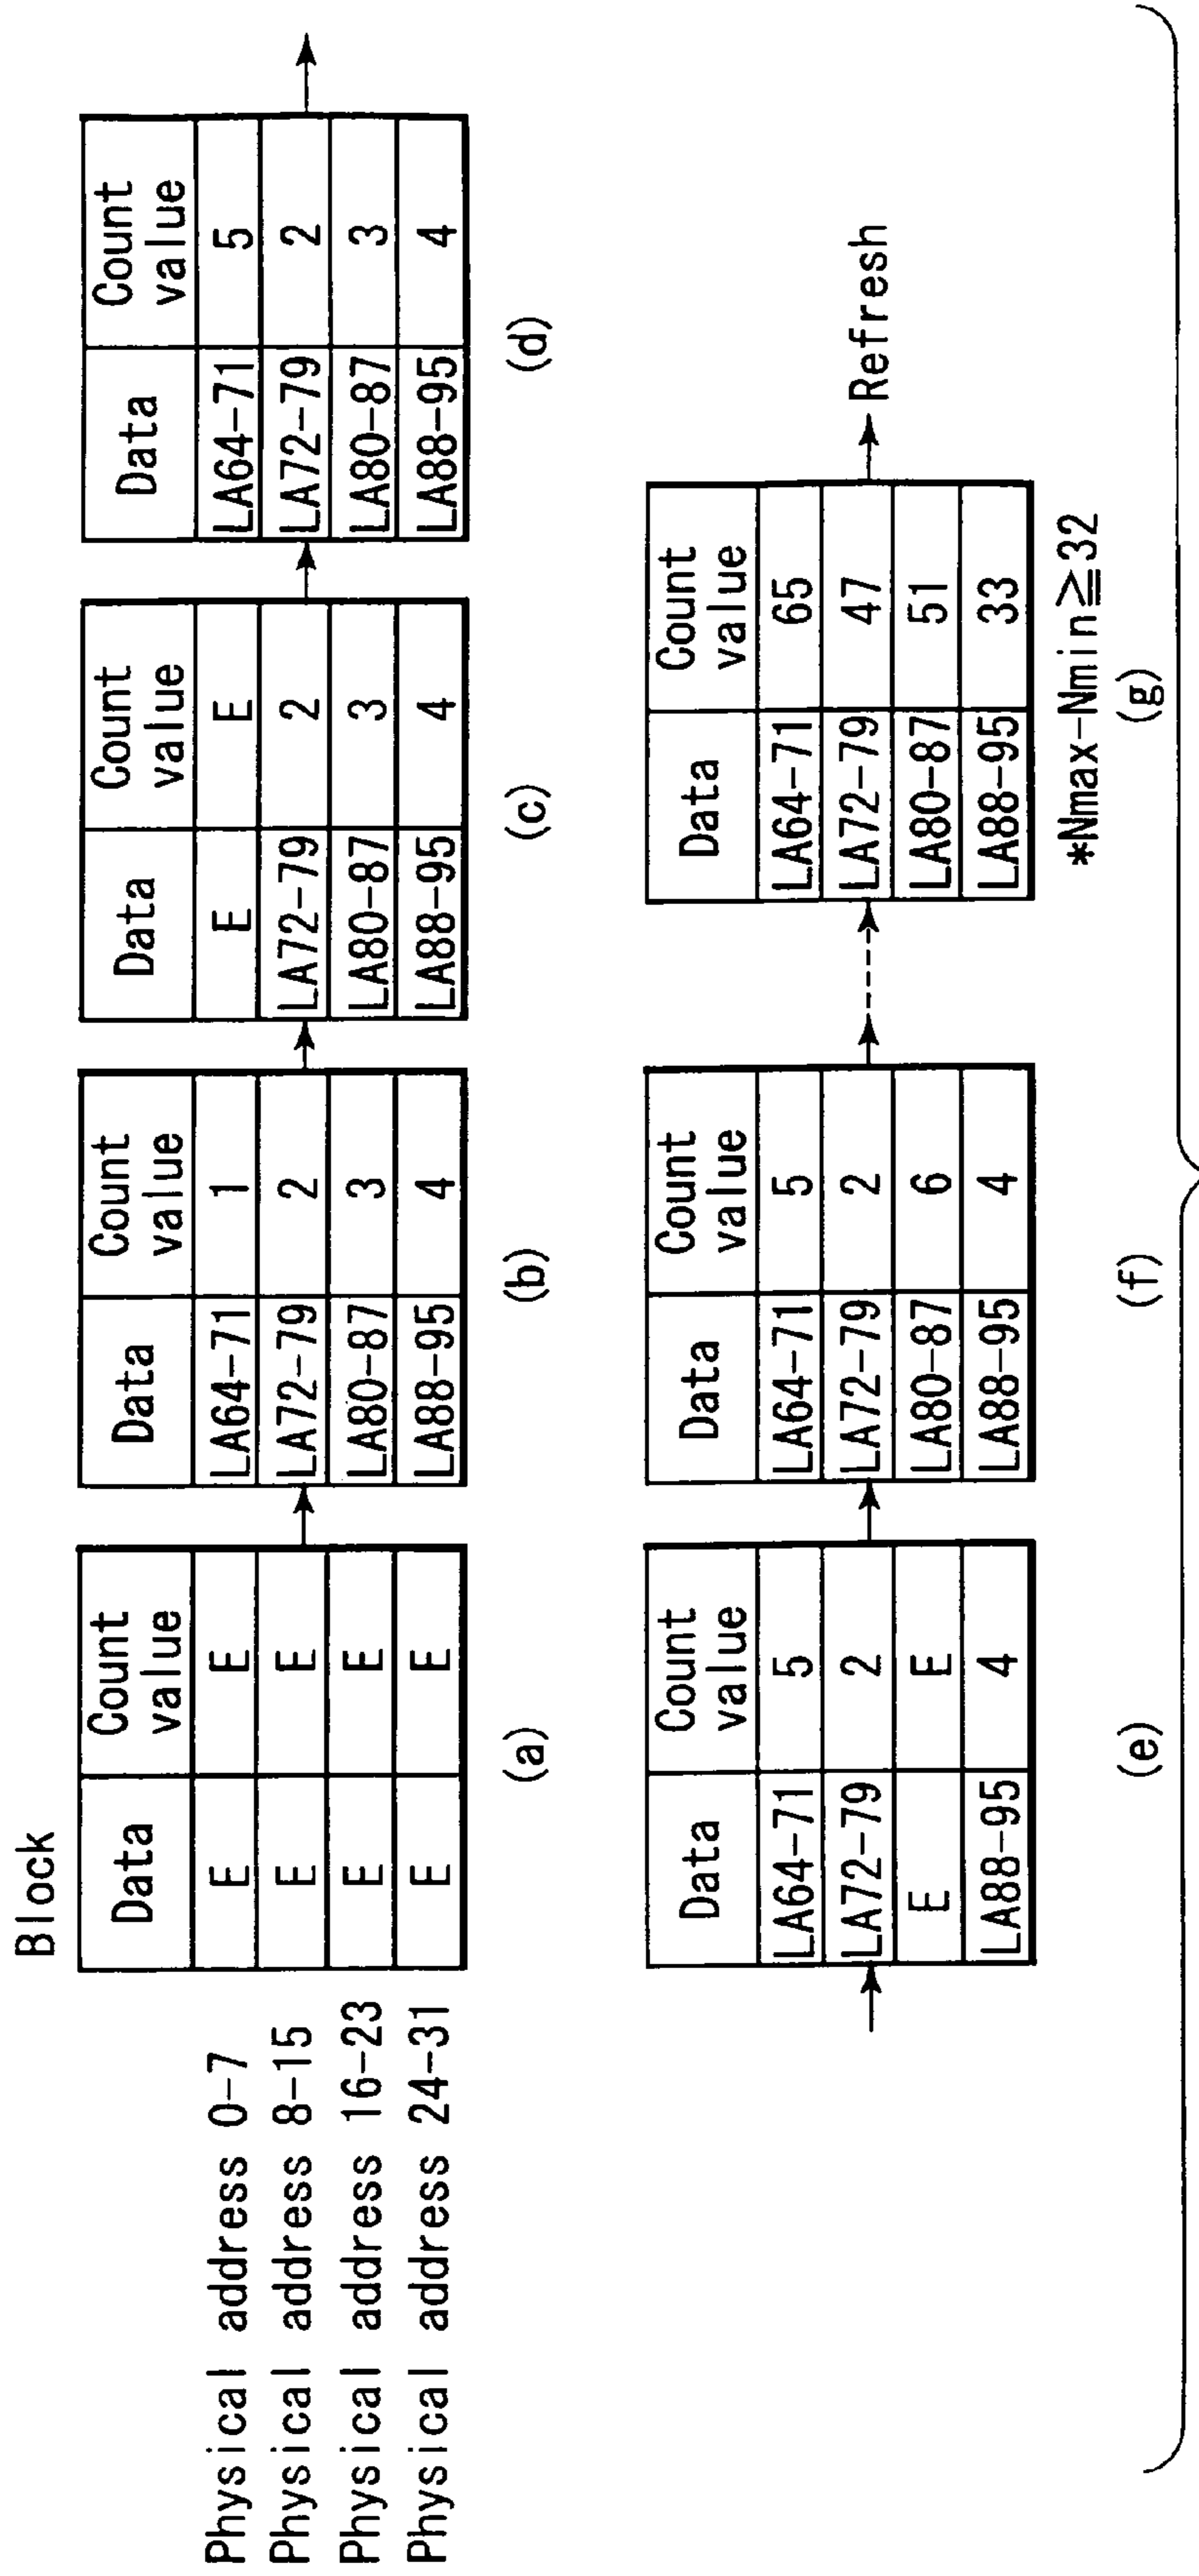 Block
Data Count value
Physical address 0-7 E E
Physical address 8-15 E E
Physical address 16-23 E E
Physical address 24-31 E E
(a)
Data Count value
LA64-71 1
LA72-79 2
LA80-87 3
LA88-95 4
(b)
Data Count value
E E
LA72-79 2
LA80-87 3
LA88-95 4
(c)
Data Count value
LA64-71 5
LA72-79 2
LA80-87 3
LA88-95 4
(d)
Data Count value
LA64-71 5
LA72-79 2
E E
LA88-95 4
(e)
Data Count value
LA64-71 5
LA72-79 2
LA80-87 6
LA88-95 4
(f)
Data Count value
LA64-71 65
LA72-79 47
LA80-87 51
LA88-95 33
Refresh
*Nmax-Nmin≧32
(g)